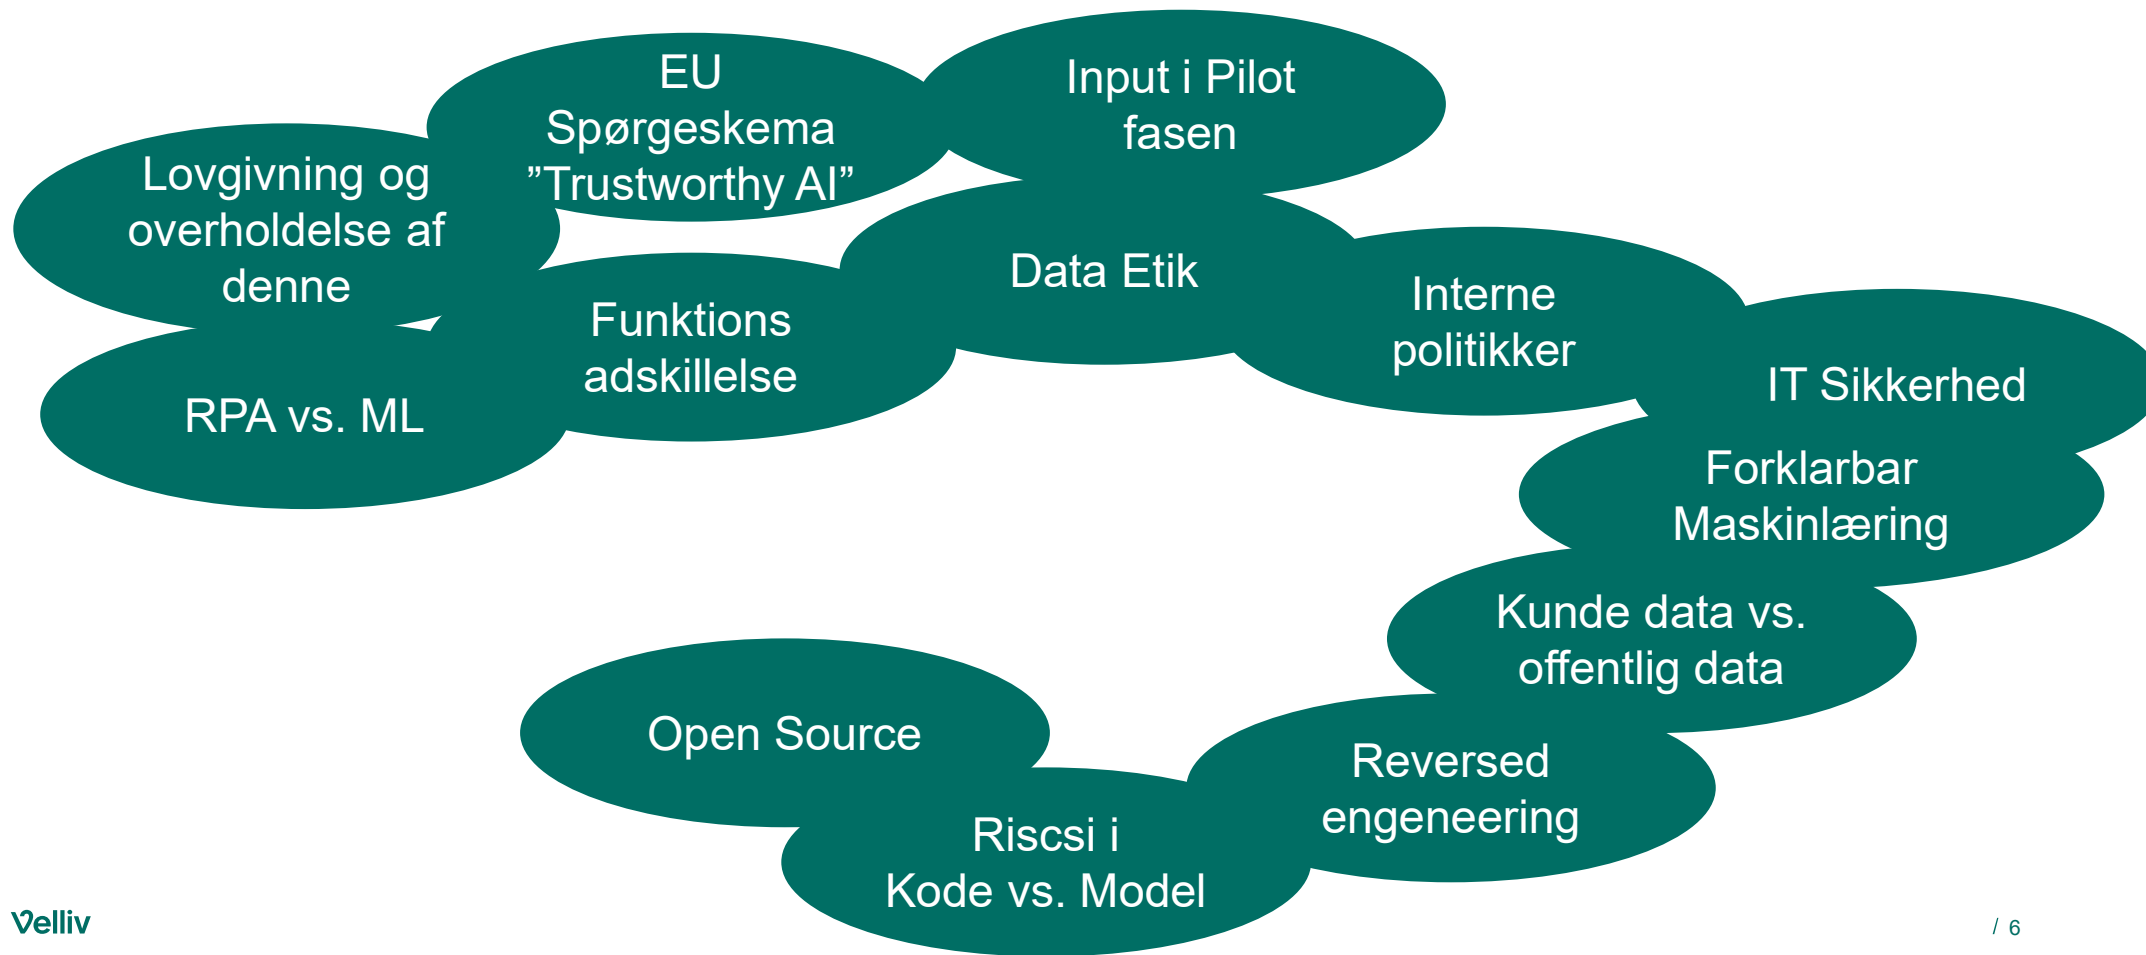 EU
Spørgeskema
”Trustworthy AI”
Input i Pilot
fasen
Lovgivning og
overholdelse af
denne
Data Etik
Funktions
adskillelse
Interne
politikker
RPA vs. ML
IT Sikkerhed
Forklarbar
Maskinlæring
Kunde data vs.
offentlig data
Open Source
Reversed
engeneering
Riscsi i
Kode vs. Model
Velliv
/ 6